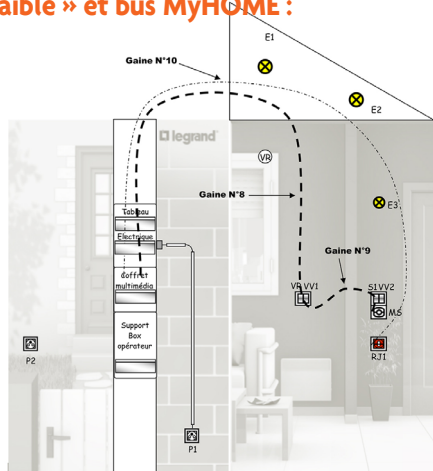 aible » et bus MyHOME :
E1
Gaine N°10
E2
legrand
VR
Gaine N°8
Tableau
Electrique
E3
Gaine N°9
Coffret
multimédia
VR VV1
S1VV2
MS
Support
Box
opérateur
P2
RJ1
P1